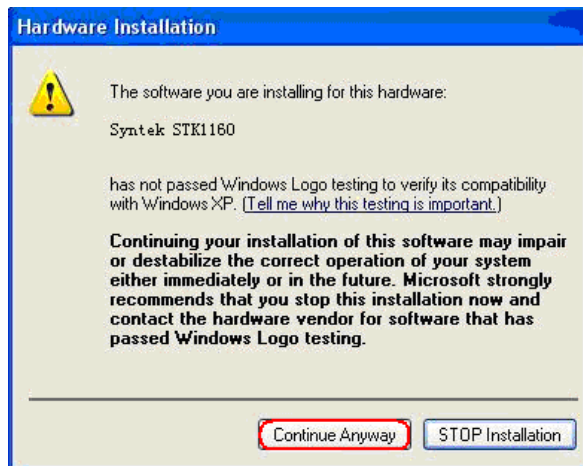 Hardware Installation
The software you are installing for this hardware:
Syntek STK1160
has not passed Windows Logo testing to verify its compatibility
with Windows XP. (Tell me why this testing is important.)
Continuing your installation of this software may impair
or destabilize the correct operation of your system
either immediately or in the future. Microsoft strongly
recommends that you stop this installation now and
contact the hardware vendor for software that has
passed Windows Logo testing.
Continue Anyway
STOP Installation